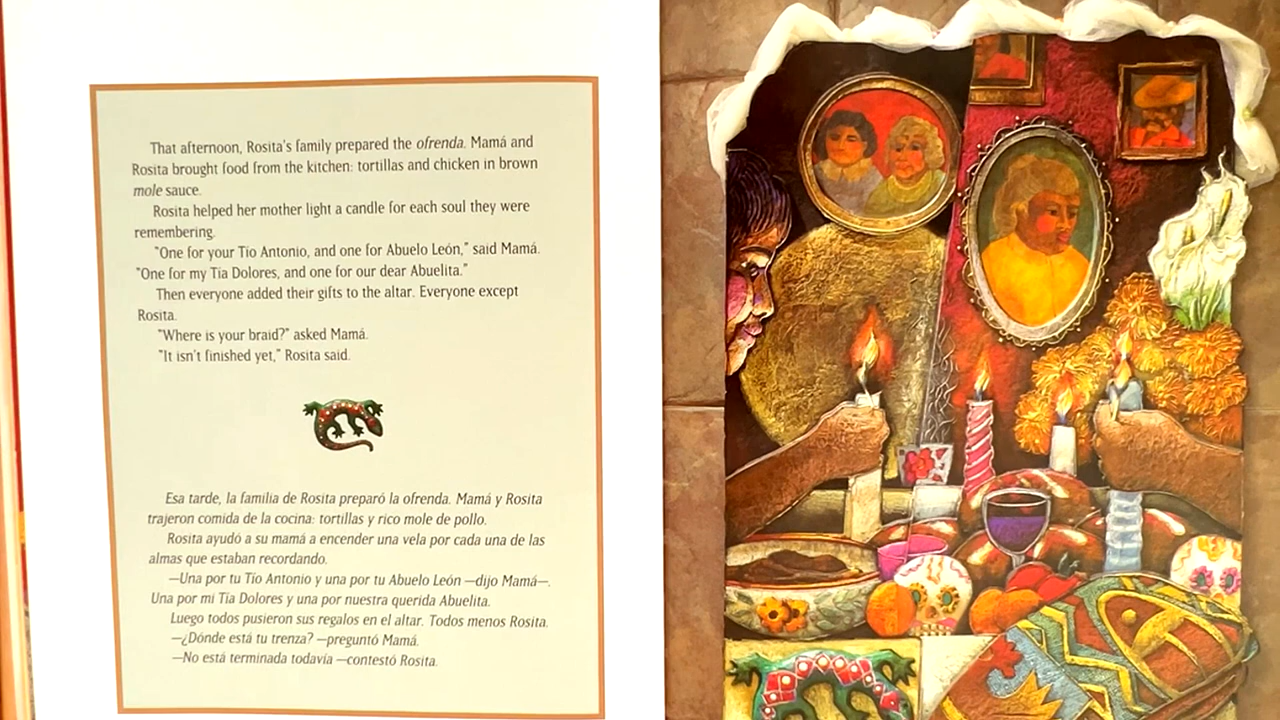 That afternoon, Rosita's family prepared the ofrenda. Mamá and
Rosita brought food from the kitchen: tortillas and chicken in brown
mole sauce.
Rosita helped her mother light a candle for each soul they were
remembering.
"One for your Tío Antonio, and one for Abuelo León," said Mamá.
"One for my Tía Dolores, and one for our dear Abuelita."
Then everyone added their gifts to the altar. Everyone except
Rosita.
"Where is your braid?" asked Mamá.
"It isn't finished yet," Rosita said.
Esa tarde, la familia de Rosita preparó la ofrenda. Mamá y Rosita
trajeron comida de la cocina: tortillas y rico mole de pollo.
Rosita ayudó a su mamá a encender una vela por cada una de las
almas que estaban recordando.
—Una por tu Tío Antonio y una por tu Abuelo León —dijo Mamá—.
Una por mi Tía Dolores y una por nuestra querida Abuelita.
Luego todos pusieron sus regalos en el altar. Todos menos Rosita.
—¿Dónde está tu trenza? —preguntó Mamá.
—No está terminada todavía —contestó Rosita.